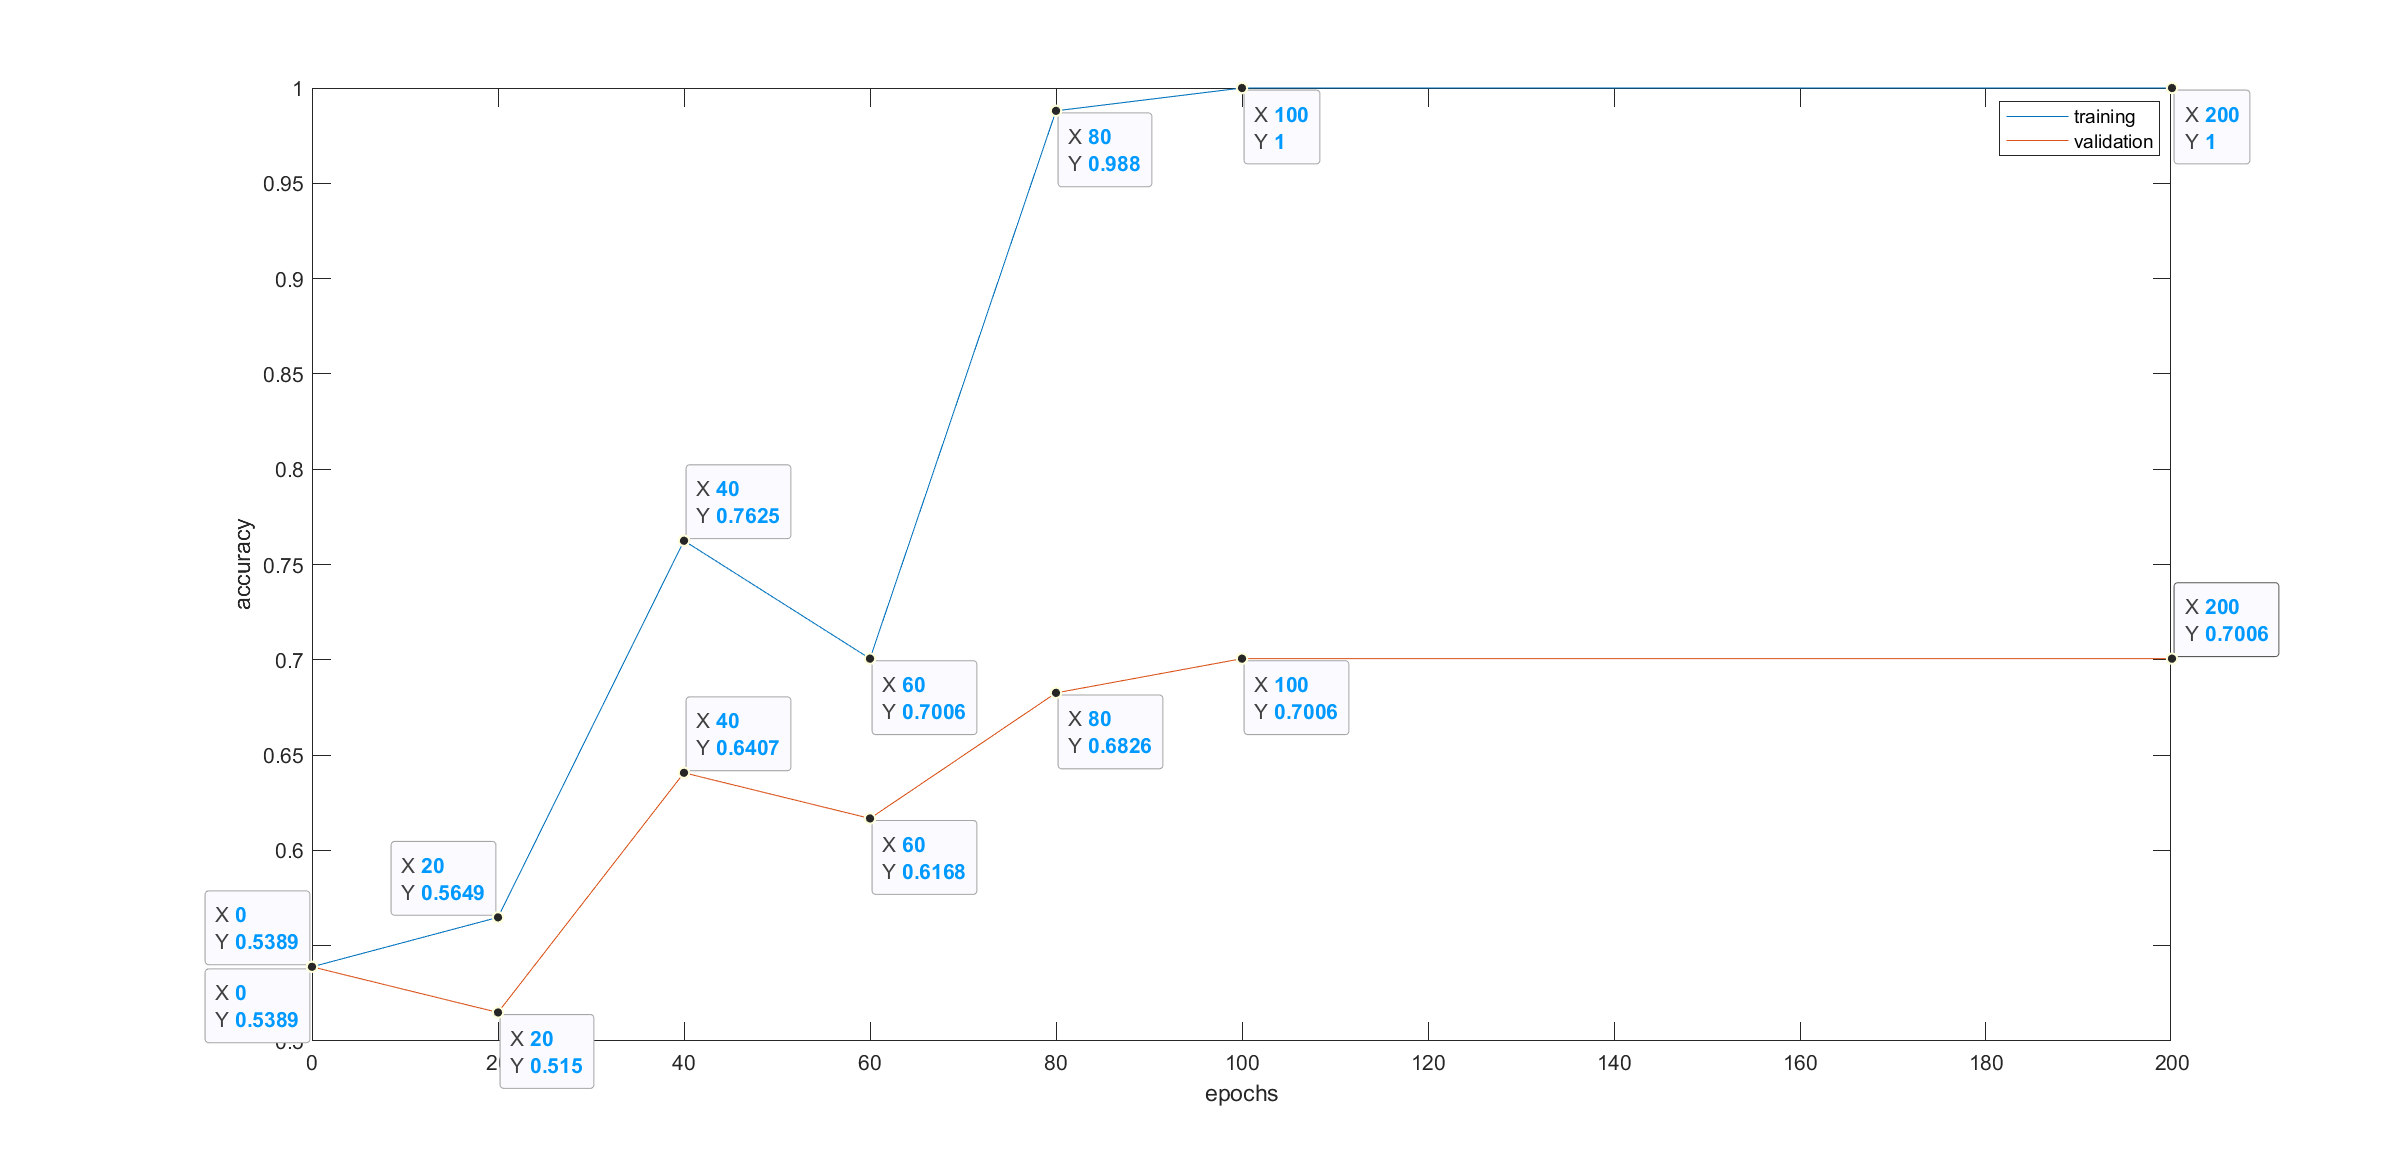 1
0.95
0.9
0.85
0.8
0.75
0.7
0.65
0.6
accuracy
training
validation
X 200
Y 1
X 100
Y 1
X 80
Y 0.988
X 40
Y 0.7625
X 60
Y 0.7006
X 200
Y 0.7006
X 100
Y 0.7006
X 80
Y 0.6826
X 40
Y 0.6407
X 60
Y 0.6168
X 20
Y 0.5649
X 0
Y 0.5389
X 0
Y 0.5389
X 20
Y 0.515
0 40 60 80 100 120 140 160 180 200
epochs